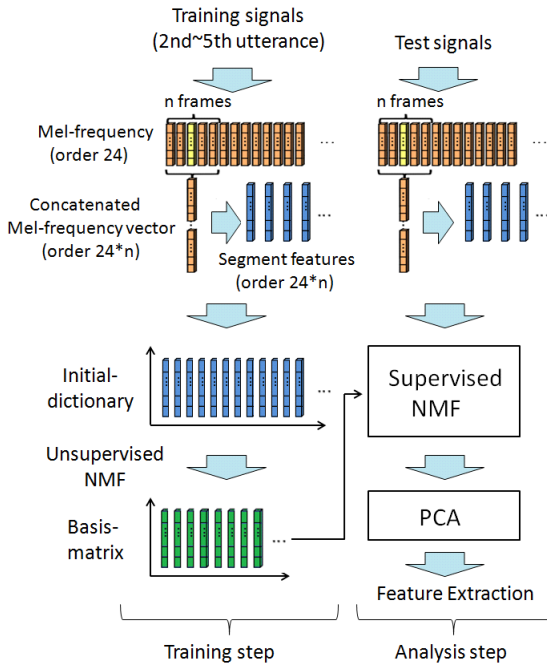 Training signals
(2nd~5th utterance)
Test signals
n frames
n frames
Mel-frequency
(order 24)
...
...
Concatenated
Mel-frequency vector
(order 24*n)
...
...
Segment features
(order 24*n)
Initial-
dictionary
...
Supervised
NMF
Unsupervised
NMF
Basis-
matrix
...
PCA
Feature Extraction
Training step
Analysis step